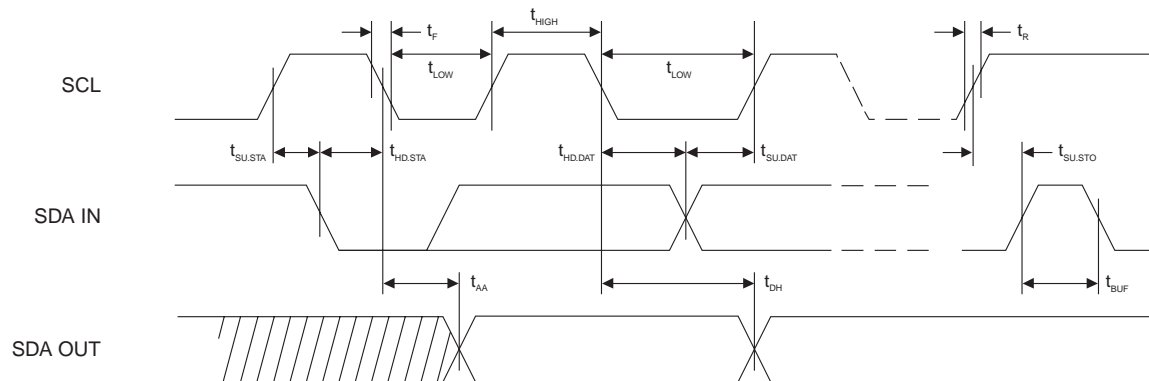 tHIGH
tF
tR
tLOW
tLOW
SCL
tSU.STA
tHD.STA
tHD.DAT
tSU.DAT
tSU.STO
SDA IN
tAA
tDH
tBUF
SDA OUT